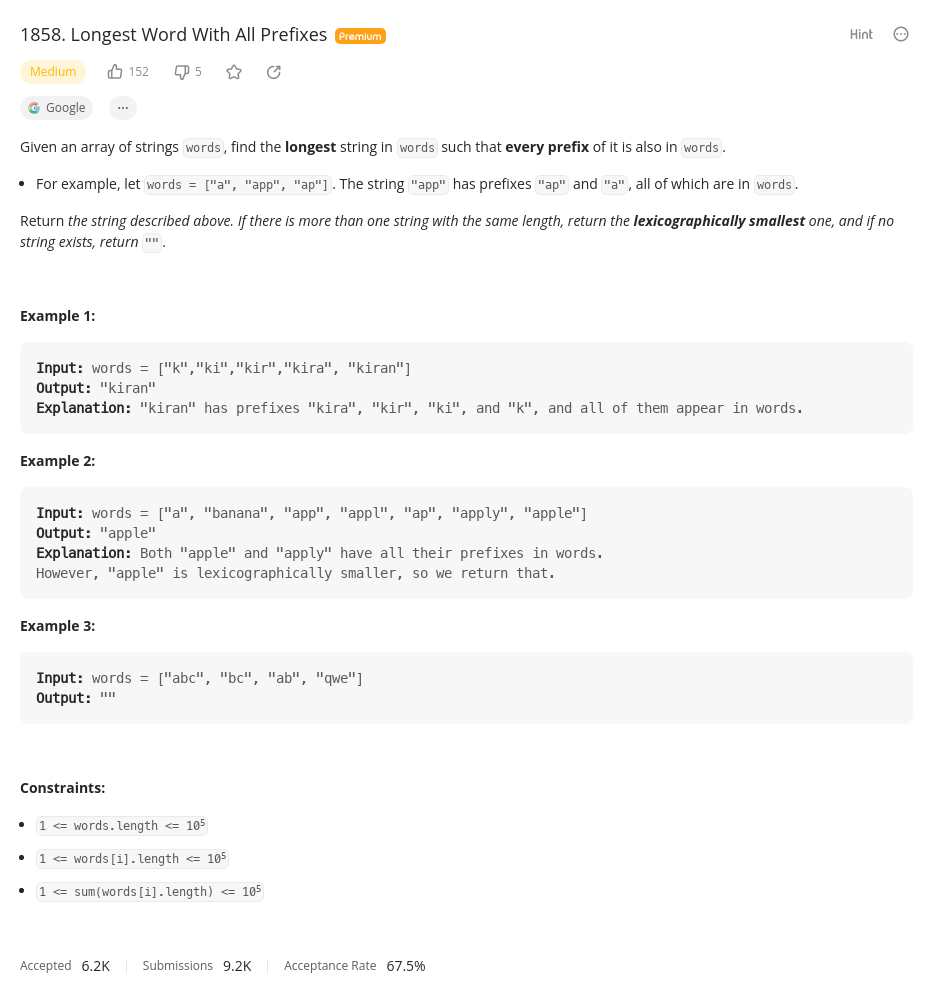 1858. Longest Word With All Prefixes Premium Hint
Medium 152 5
Google ...
Given an array of strings words, find the longest string in words such that every prefix of it is also in words.
• For example, let words = ["a", "app", "ap"]. The string "app" has prefixes "ap" and "a", all of which are in words.
Return the string described above. If there is more than one string with the same length, return the lexicographically smallest one, and if no
string exists, return "".
Example 1:
Input: words = ["k","ki","kir","kira", "kiran"]
Output: "kiran"
Explanation: "kiran" has prefixes "kira", "kir", "ki", and "k", and all of them appear in words.
Example 2:
Input: words = ["a", "banana", "app", "appl", "ap", "apply", "apple"]
Output: "apple"
Explanation: Both "apple" and "apply" have all their prefixes in words.
However, "apple" is lexicographically smaller, so we return that.
Example 3:
Input: words = ["abc", "bc", "ab", "qwe"]
Output: ""
Constraints:
• 1 <= words.length <= 10⁵
• 1 <= words[i].length <= 10⁵
• 1 <= sum(words[i].length) <= 10⁵
Accepted 6.2K Submissions 9.2K Acceptance Rate 67.5%